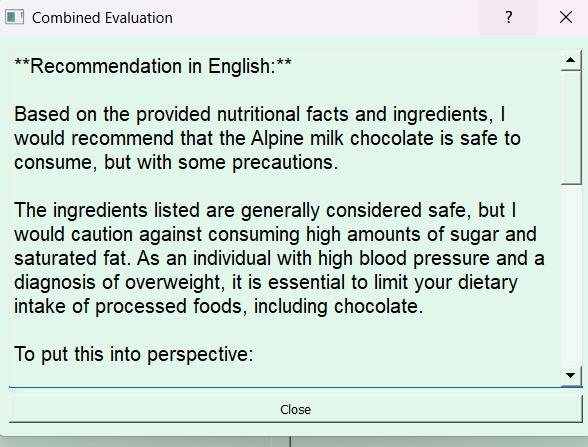 Combined Evaluation
?
**Recommendation in English:**
Based on the provided nutritional facts and ingredients, I
would recommend that the Alpine milk chocolate is safe to
consume, but with some precautions.
The ingredients listed are generally considered safe, but I
would caution against consuming high amounts of sugar and
saturated fat. As an individual with high blood pressure and a
diagnosis of overweight, it is essential to limit your dietary
intake of processed foods, including chocolate.
To put this into perspective:
Close